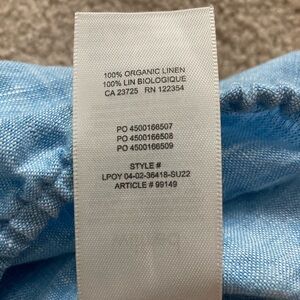 100% ORGANIC LINEN
100% LIN BIOLOGIQUE
CA 23725 RN 122354
PO 4500166507
PO 4500166508
PO 4500166509
STYLE #
LPOY 04-02-36418-SU22
ARTICLE # 99149